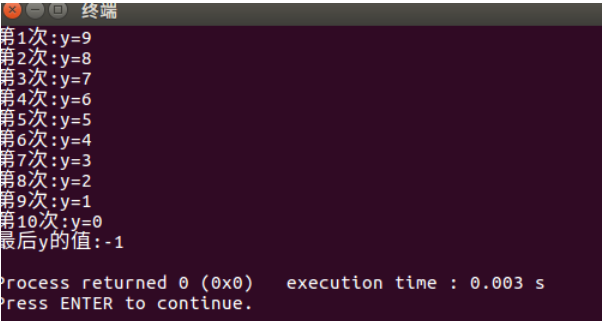 终端
第1次:y=9
第2次:y=8
第3次:y=7
第4次:y=6
第5次:y=5
第6次:y=4
第7次:y=3
第8次:y=2
第9次:y=1
第10次:y=0
最后y的值:-1
Process returned 0 (0x0)   execution time : 0.003 s
Press ENTER to continue.